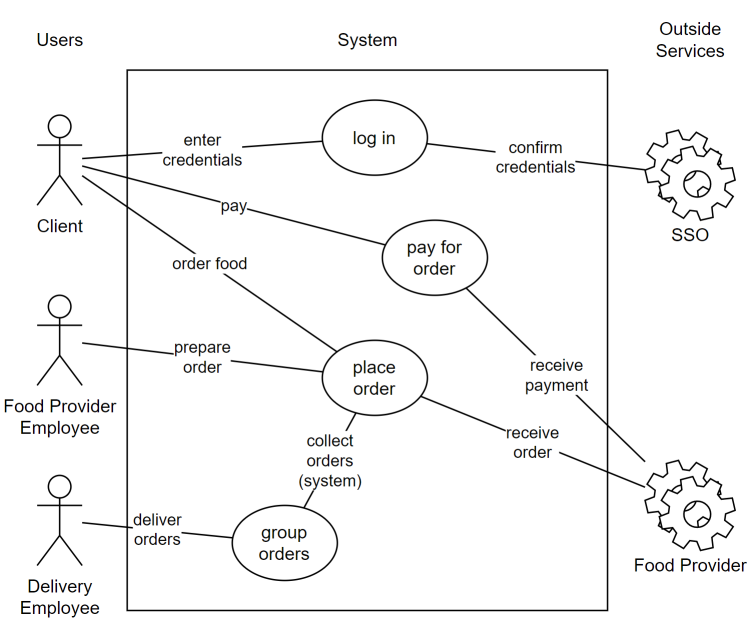 Users
System
Outside
Services
enter
credentials
log in
confirm
credentials
Client
SSO
pay
pay for
order
order food
prepare
order
place
order
receive
payment
Food Provider
Employee
collect
orders
(system)
receive
order
deliver
orders
group
orders
Food Provider
Delivery
Employee